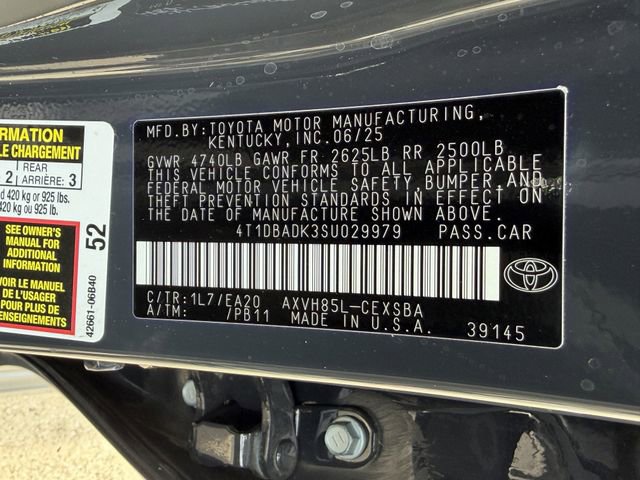 MFD.BY:TOYOTA MOTOR MANUFACTURING,
KENTUCKY,INC.06/25
GVWR 4740LB GAWR FR 2625LB RR 2500LB
THIS VEHICLE CONFORMS TO ALL APPLICABLE
FEDERAL MOTOR VEHICLE SAFETY,BUMPER,AND
THEFT PREVENTION STANDARDS IN EFFECT ON
THE DATE OF MANUFACTURE SHOWN ABOVE.
4T1DBADK3SU029979 PASS.CAR
C/TR:1L7/EA20 AXVH85L-CEXSBA
A/TM: /PB11 MADE IN U.S.A. 39145
CHARGEMENT
2 REAR
ARRIÈRE: 3
ed 420 kg or 925 lbs.
420 kg ou 925 lb.
SEE OWNER'S
MANUAL FOR
ADDITIONAL
INFORMATION
LE MANUEL
DE L'USAGER
POUR PLUS DE
RENSEIGNEMENTS
52
42661-06B40